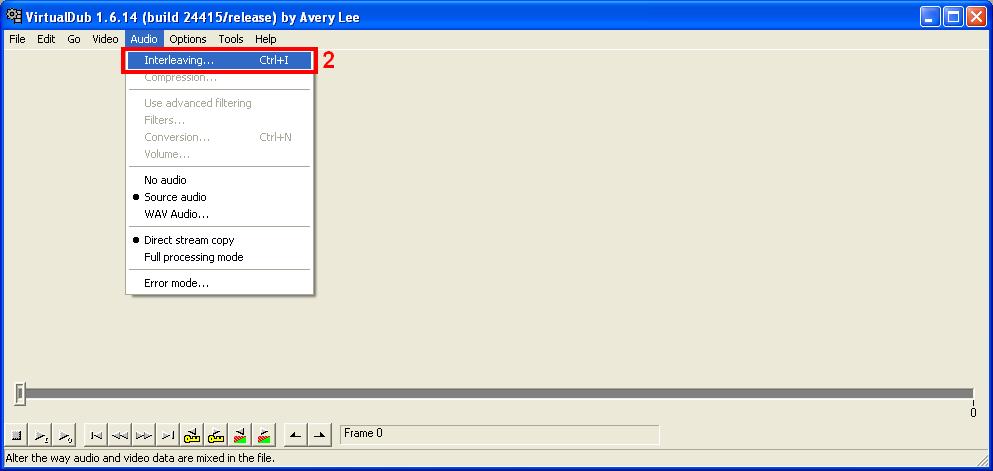 VirtualDub 1.6.14 (build 24415/release) by Avery Lee
File Edit Go Video Audio Options Tools Help
Interleaving... Ctrl+I 2
Compression...
Use advanced filtering
Filters...
Conversion... Ctrl+N
Volume...
No audio
Source audio
WAV Audio...
Direct stream copy
Full processing mode
Error mode...
0
Frame 0
Alter the way audio and video data are mixed in the file.